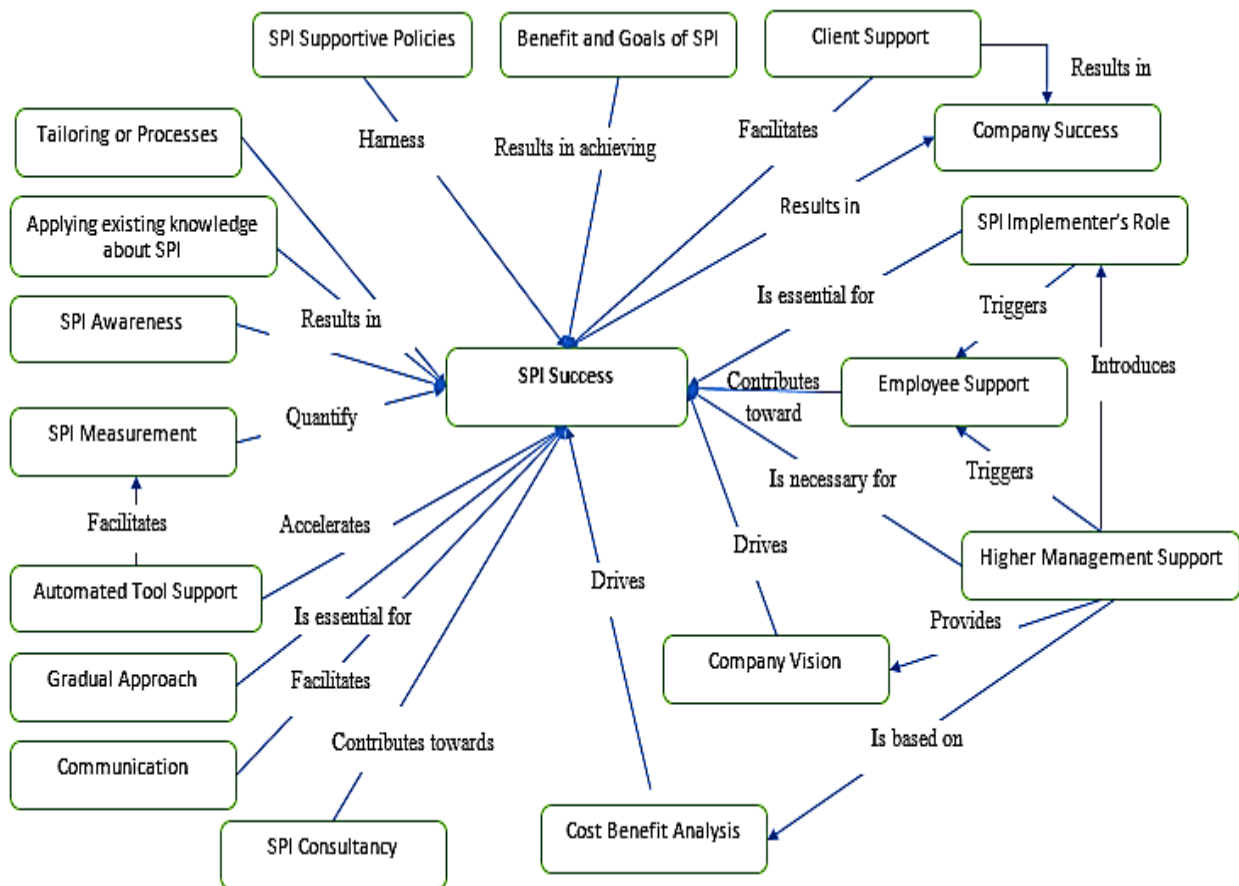 SPI Supportive Policies
Benefit and Goals of SPI
Client Support
Results in
Tailoring or Processes
Harness
Results in achieving
Facilitates
Company Success
Applying existing knowledge
about SPI
Results in
SPI Implementer's Role
SPI Awareness
Results in
Is essential for
Triggers
SPI Success
Contributes
toward
Employee Support
Introduces
SPI Measurement
Quantify
Is necessary for
Triggers
Facilitates
Accelerates
Drives
Higher Management Support
Automated Tool Support
Is essential for
Drives
Provides
Gradual Approach
Facilitates
Company Vision
Communication
Contributes towards
Is based on
SPI Consultancy
Cost Benefit Analysis